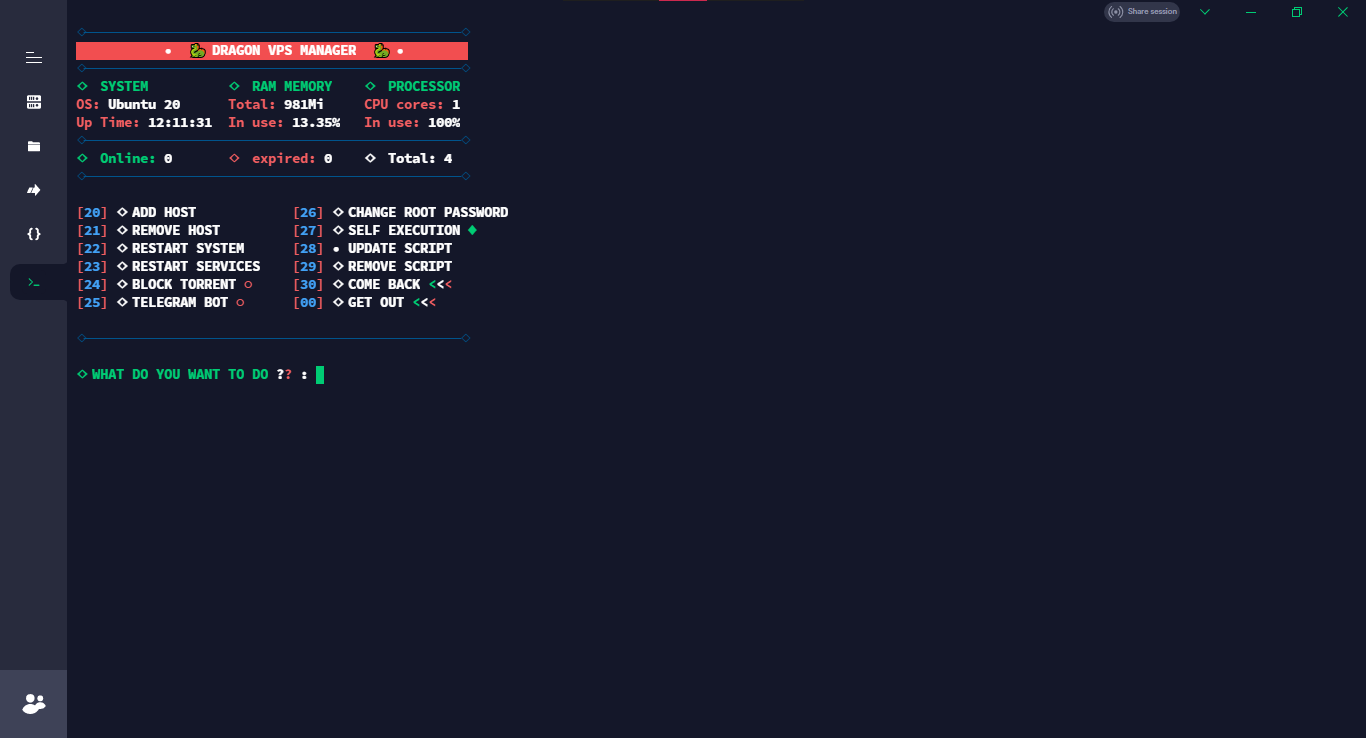 Share session
• 🐉 DRAGON VPS MANAGER 🐉 •
◇ SYSTEM ◇ RAM MEMORY ◇ PROCESSOR
OS: Ubuntu 20 Total: 981Mi CPU cores: 1
Up Time: 12:11:31 In use: 13.35% In use: 100%
◇ Online: 0 ◇ expired: 0 ◇ Total: 4
[20] ◇ ADD HOST [26] ◇ CHANGE ROOT PASSWORD
[21] ◇ REMOVE HOST [27] ◇ SELF EXECUTION ♦
[22] ◇ RESTART SYSTEM [28] • UPDATE SCRIPT
[23] ◇ RESTART SERVICES [29] ◇ REMOVE SCRIPT
[24] ◇ BLOCK TORRENT ○ [30] ◇ COME BACK <<<
[25] ◇ TELEGRAM BOT ○ [00] ◇ GET OUT <<<
◇ WHAT DO YOU WANT TO DO ?? :